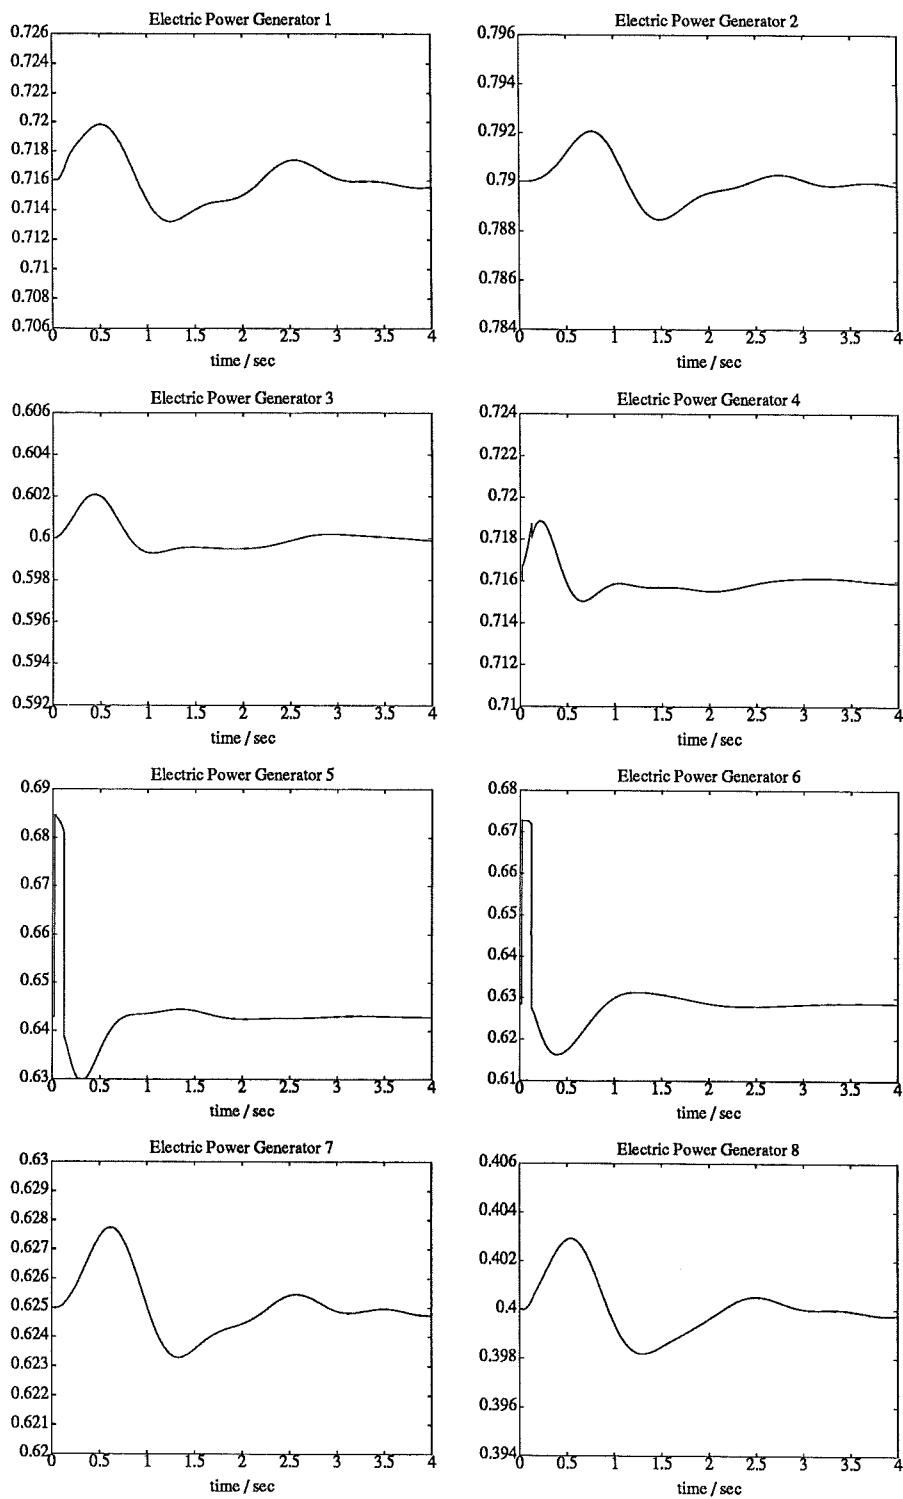 Electric Power Generator 1
0.726
0.724
0.722
0.72
0.718
0.716
0.714
0.712
0.71
0.708
0.706
0 0.5 1 1.5 2 2.5 3 3.5 4
time / sec
Electric Power Generator 2
0.796
0.794
0.792
0.79
0.788
0.786
0.784
0 0.5 1 1.5 2 2.5 3 3.5 4
time / sec
Electric Power Generator 3
0.606
0.604
0.602
0.6
0.598
0.596
0.594
0.592
0 0.5 1 1.5 2 2.5 3 3.5 4
time / sec
Electric Power Generator 4
0.724
0.722
0.72
0.718
0.716
0.714
0.712
0.71
0 0.5 1 1.5 2 2.5 3 3.5 4
time / sec
Electric Power Generator 5
0.69
0.68
0.67
0.66
0.65
0.64
0.63
0 0.5 1 1.5 2 2.5 3 3.5 4
time / sec
Electric Power Generator 6
0.68
0.67
0.66
0.65
0.64
0.63
0.62
0.61
0 0.5 1 1.5 2 2.5 3 3.5 4
time / sec
Electric Power Generator 7
0.63
0.629
0.628
0.627
0.626
0.625
0.624
0.623
0.622
0.621
0.62
0 0.5 1 1.5 2 2.5 3 3.5 4
time / sec
Electric Power Generator 8
0.406
0.404
0.402
0.4
0.398
0.396
0.394
0 0.5 1 1.5 2 2.5 3 3.5 4
time / sec